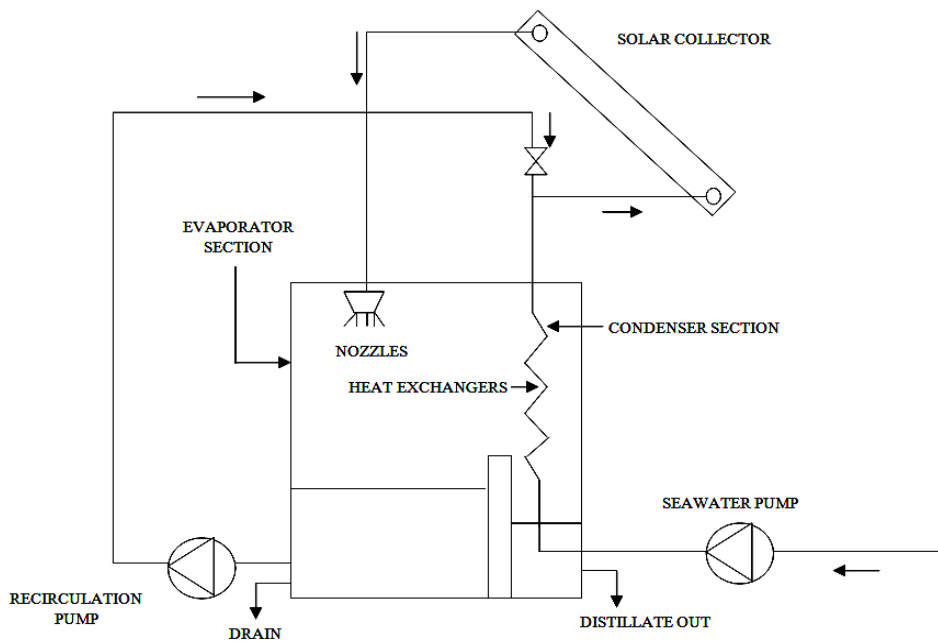 SOLAR COLLECTOR
EVAPORATOR
SECTION
NOZZLES
CONDENSER SECTION
HEAT EXCHANGERS
SEAWATER PUMP
RECIRCULATION
PUMP
DRAIN
DISTILLATE OUT